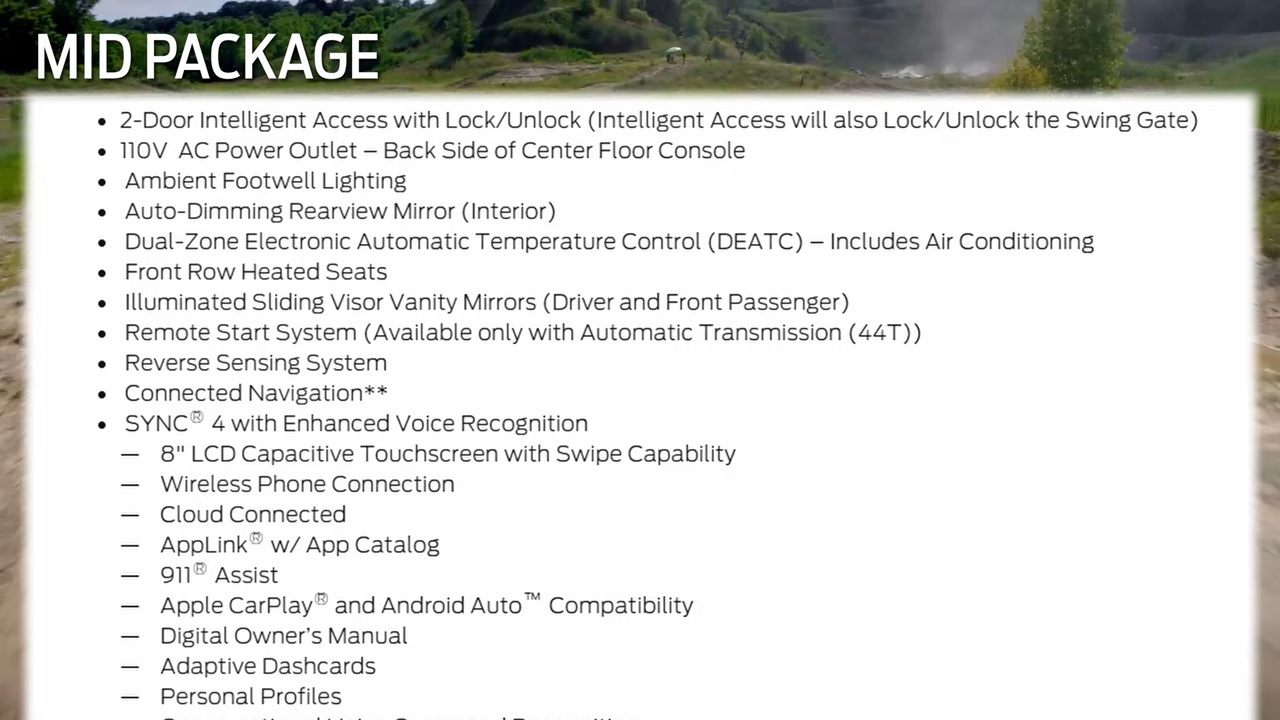 MID PACKAGE
• 2-Door Intelligent Access with Lock/Unlock (Intelligent Access will also Lock/Unlock the Swing Gate)
• 110V AC Power Outlet – Back Side of Center Floor Console
• Ambient Footwell Lighting
• Auto-Dimming Rearview Mirror (Interior)
• Dual-Zone Electronic Automatic Temperature Control (DEATC) – Includes Air Conditioning
• Front Row Heated Seats
• Illuminated Sliding Visor Vanity Mirrors (Driver and Front Passenger)
• Remote Start System (Available only with Automatic Transmission (44T))
• Reverse Sensing System
• Connected Navigation**
• SYNC® 4 with Enhanced Voice Recognition
— 8" LCD Capacitive Touchscreen with Swipe Capability
— Wireless Phone Connection
— Cloud Connected
— AppLink® w/ App Catalog
— 911® Assist
— Apple CarPlay® and Android Auto™ Compatibility
— Digital Owner’s Manual
— Adaptive Dashcards
— Personal Profiles